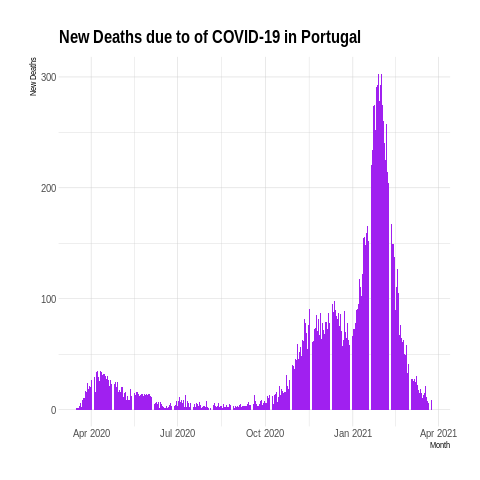 New Deaths due to of COVID-19 in Portugal
New Deaths
300
200
100
0
Apr 2020
Jul 2020
Oct 2020
Jan 2021
Apr 2021
Month